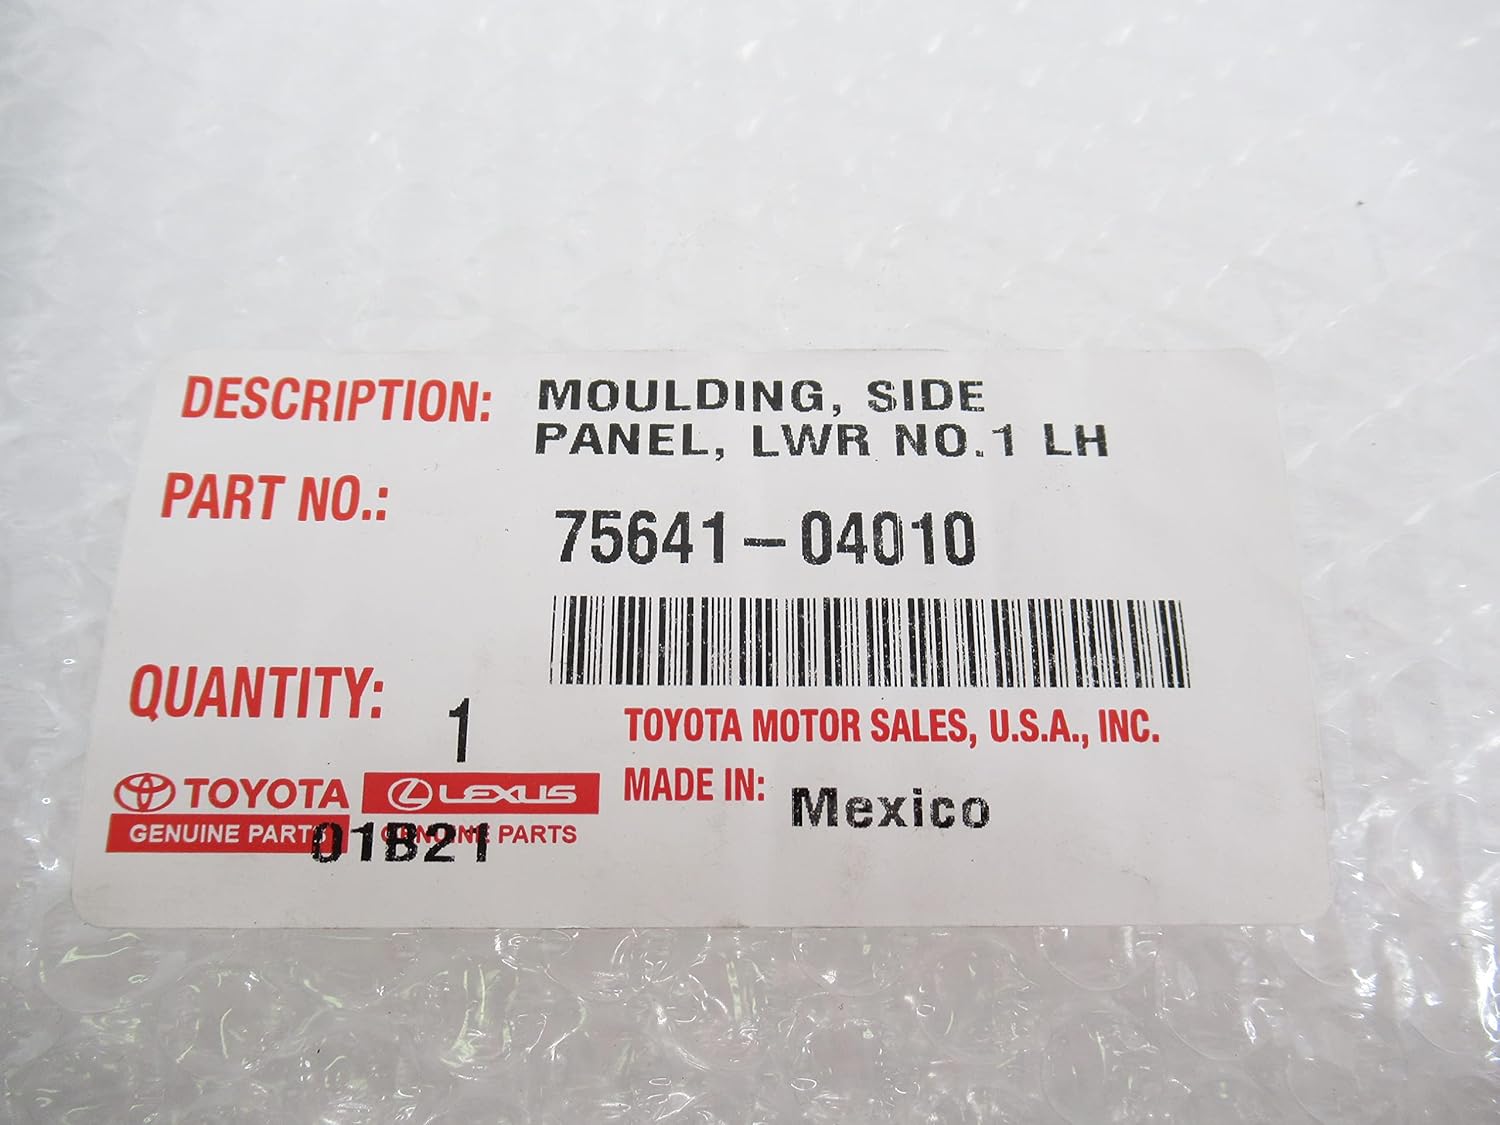 DESCRIPTION: MOULDING, SIDE
PANEL, LWR NO.1 LH
PART NO.: 75641-04010
QUANTITY: 1
TOYOTA MOTOR SALES, U.S.A., INC.
MADE IN: Mexico
TOYOTA LEXUS
GENUINE PARTS GENUINE PARTS
01B21